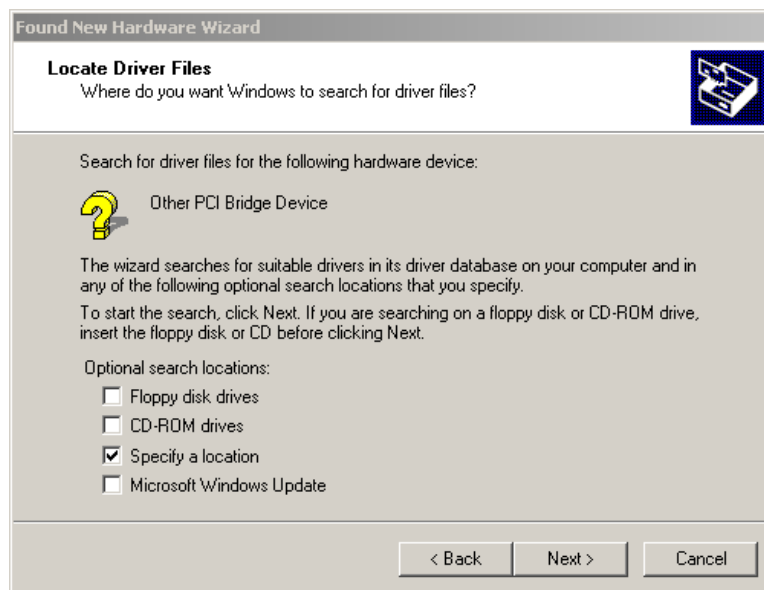 Found New Hardware Wizard
Locate Driver Files
Where do you want Windows to search for driver files?
Search for driver files for the following hardware device:
Other PCI Bridge Device
The wizard searches for suitable drivers in its driver database on your computer and in
any of the following optional search locations that you specify.
To start the search, click Next. If you are searching on a floppy disk or CD-ROM drive,
insert the floppy disk or CD before clicking Next.
Optional search locations:
Floppy disk drives
CD-ROM drives
Specify a location
Microsoft Windows Update
< Back Next > Cancel